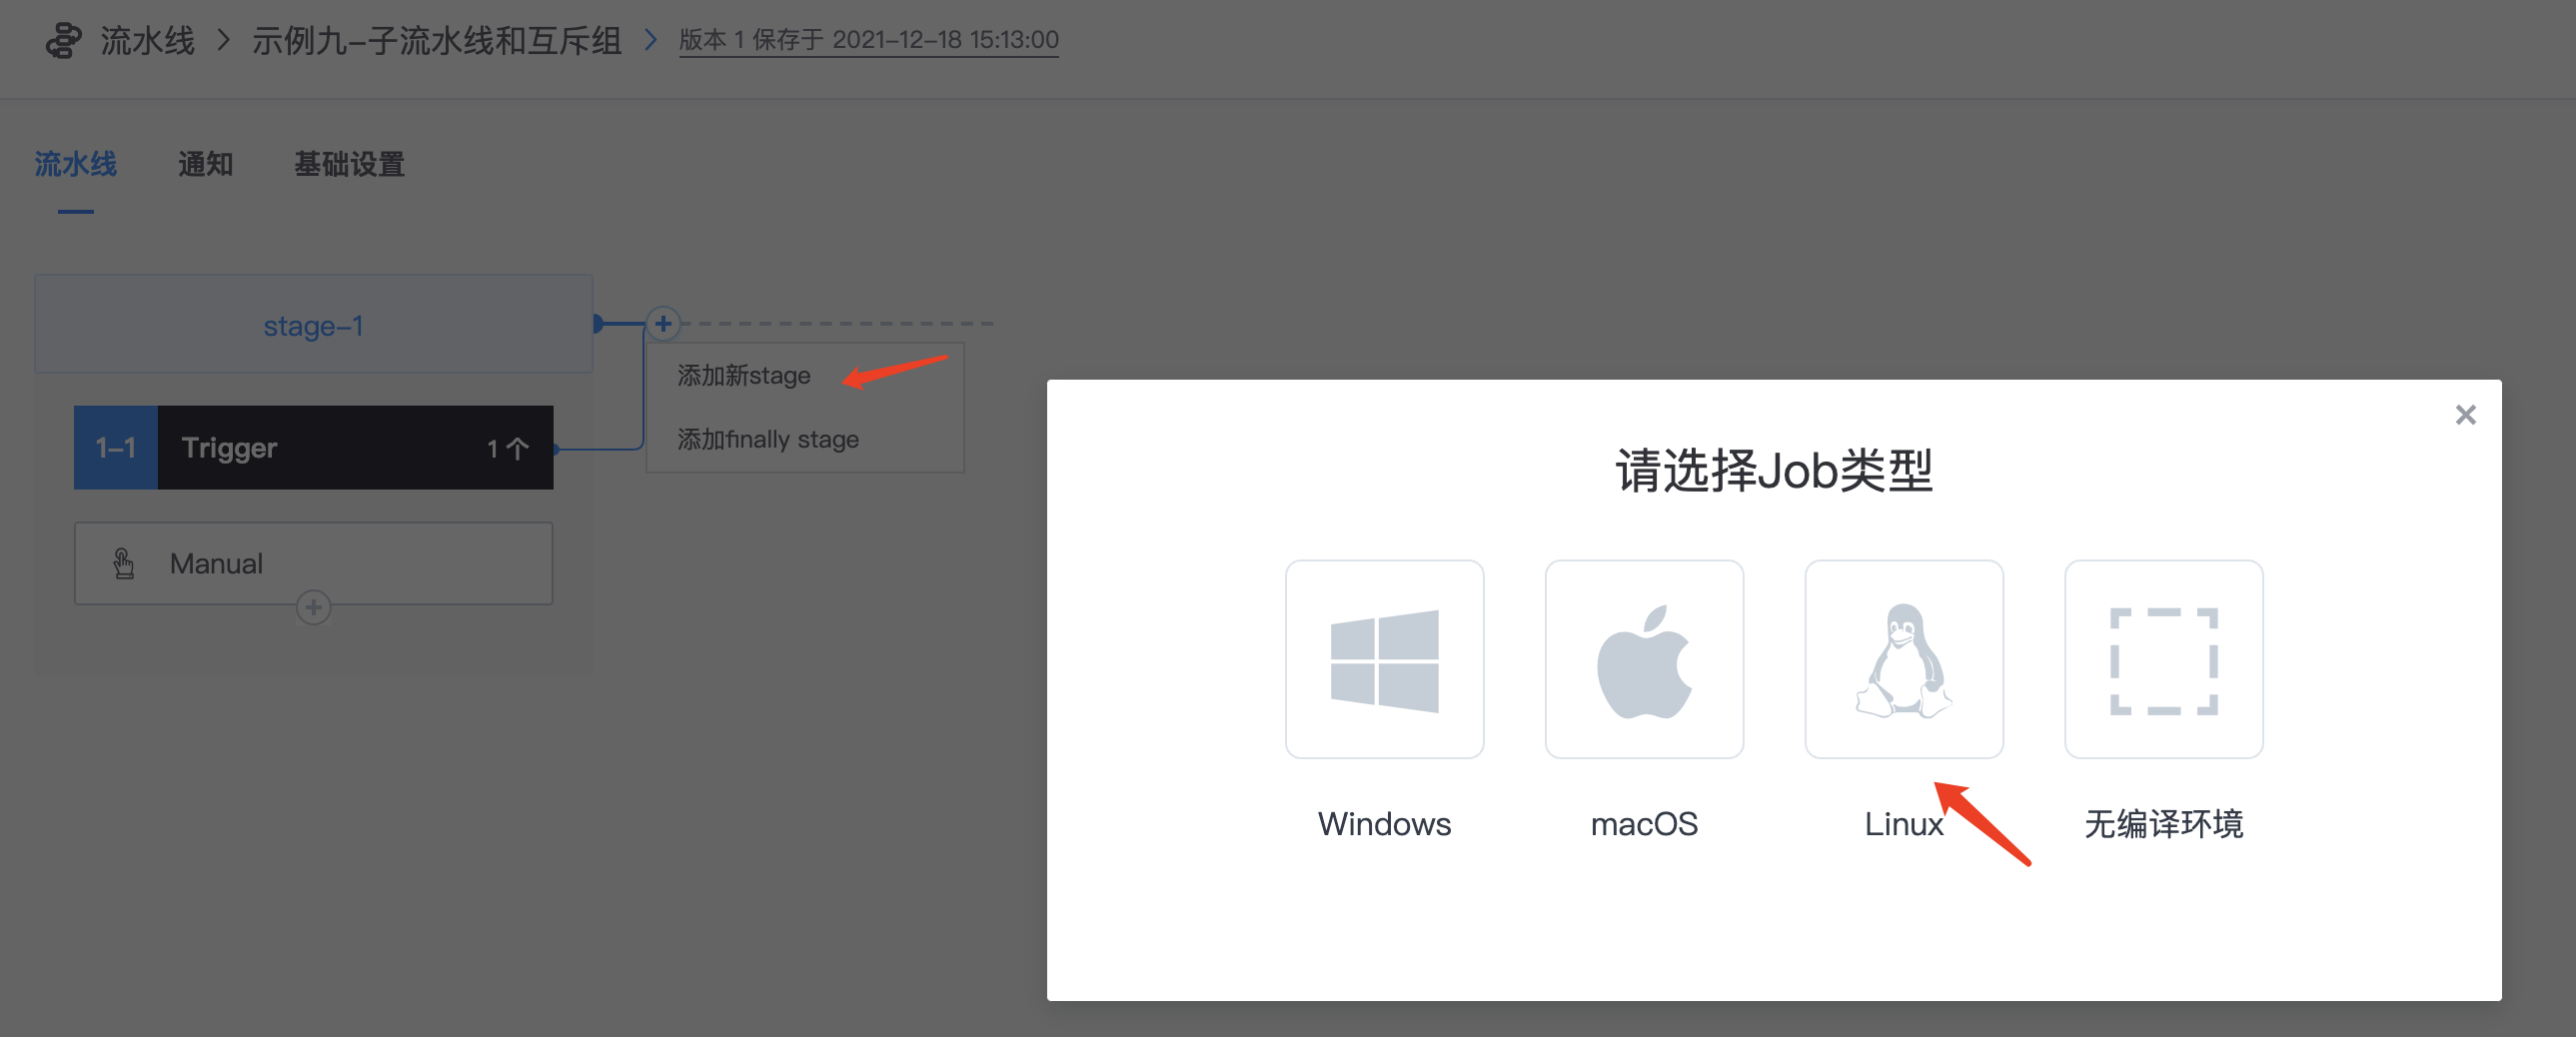 流水线 > 示例九-子流水线和互斥组 > 版本 1 保存于 2021-12-18 15:13:00
流水线 通知 基础设置
stage-1
添加新stage
添加finally stage
1-1 Trigger 1 个
Manual
请选择Job类型
Windows macOS Linux 无编译环境